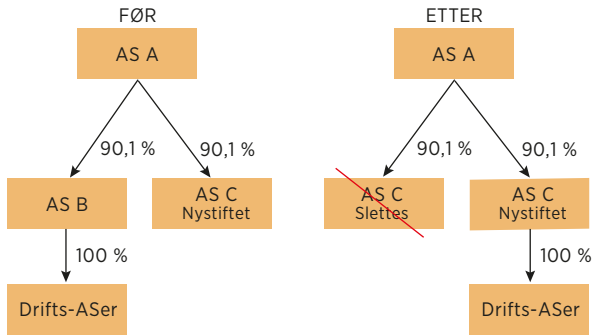 FØR
AS A
90,1 %
90,1 %
AS B
AS C
Nystiftet
100 %
Drifts-ASer
ETTER
AS A
90,1 %
90,1 %
AS C
Slettes
AS C
Nystiftet
100 %
Drifts-ASer